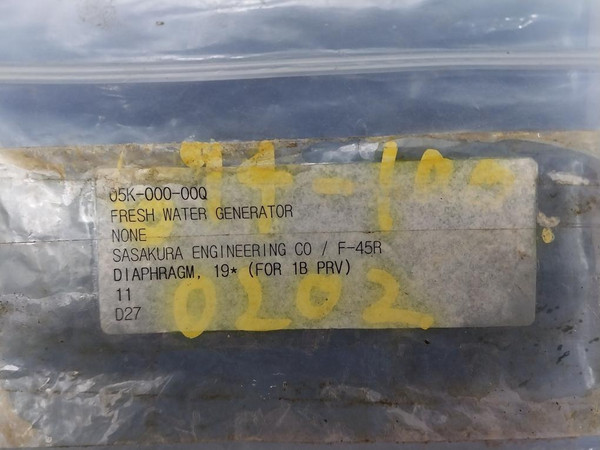 05K-000-00Q
FRESH WATER GENERATOR
NONE
SASAKURA ENGINEERING CO / F-45R
DIAPHRAGM, 19* (FOR 1B PRV)
11
D27
0202